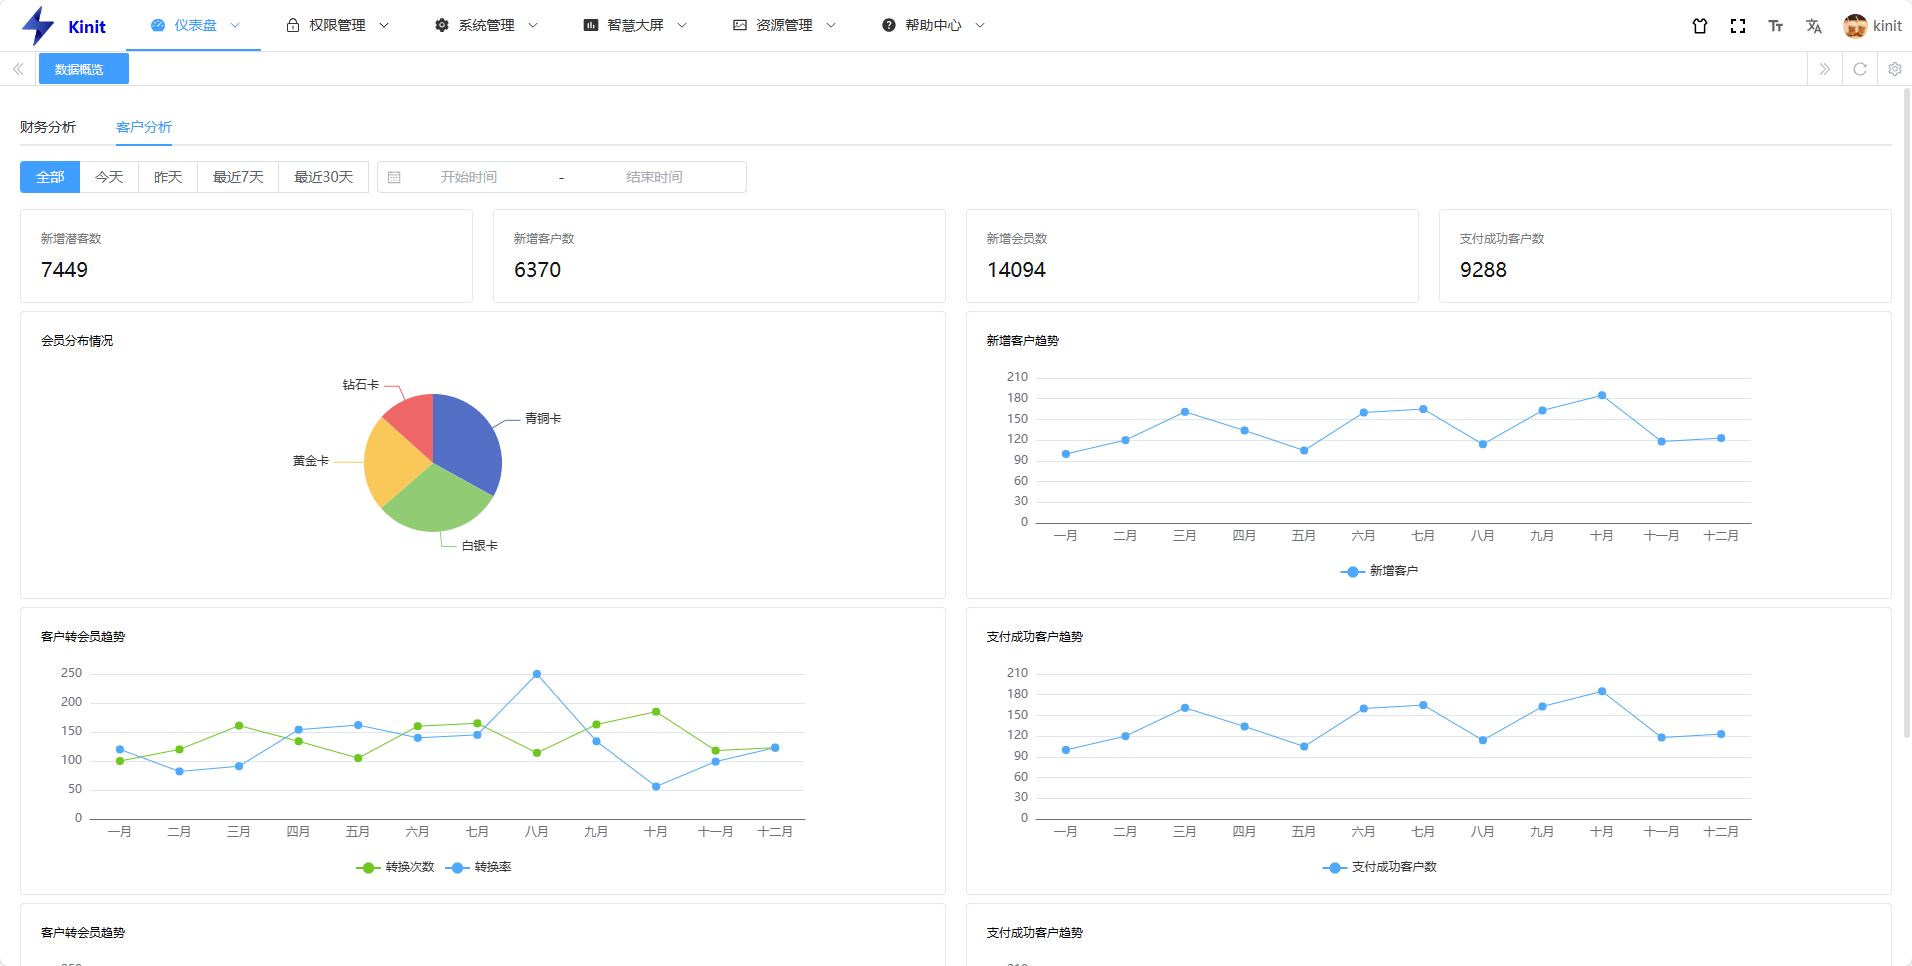 Kinit 仪表盘 权限管理 系统管理 智慧大屏 资源管理 帮助中心 kinit
数据概览
财务分析 客户分析
全部 今天 昨天 最近7天 最近30天 开始时间 - 结束时间
新增潜客数 新增客户数 新增会员数 支付成功客户数
7449 6370 14094 9288
会员分布情况
钻石卡
青铜卡
黄金卡
白银卡
新增客户趋势
210
180
150
120
90
60
30
0
一月 二月 三月 四月 五月 六月 七月 八月 九月 十月 十一月 十二月
新增客户
客户转会员趋势
250
200
150
100
50
0
一月 二月 三月 四月 五月 六月 七月 八月 九月 十月 十一月 十二月
转换次数 转换率
支付成功客户趋势
210
180
150
120
90
60
30
0
一月 二月 三月 四月 五月 六月 七月 八月 九月 十月 十一月 十二月
支付成功客户数
客户转会员趋势 支付成功客户趋势